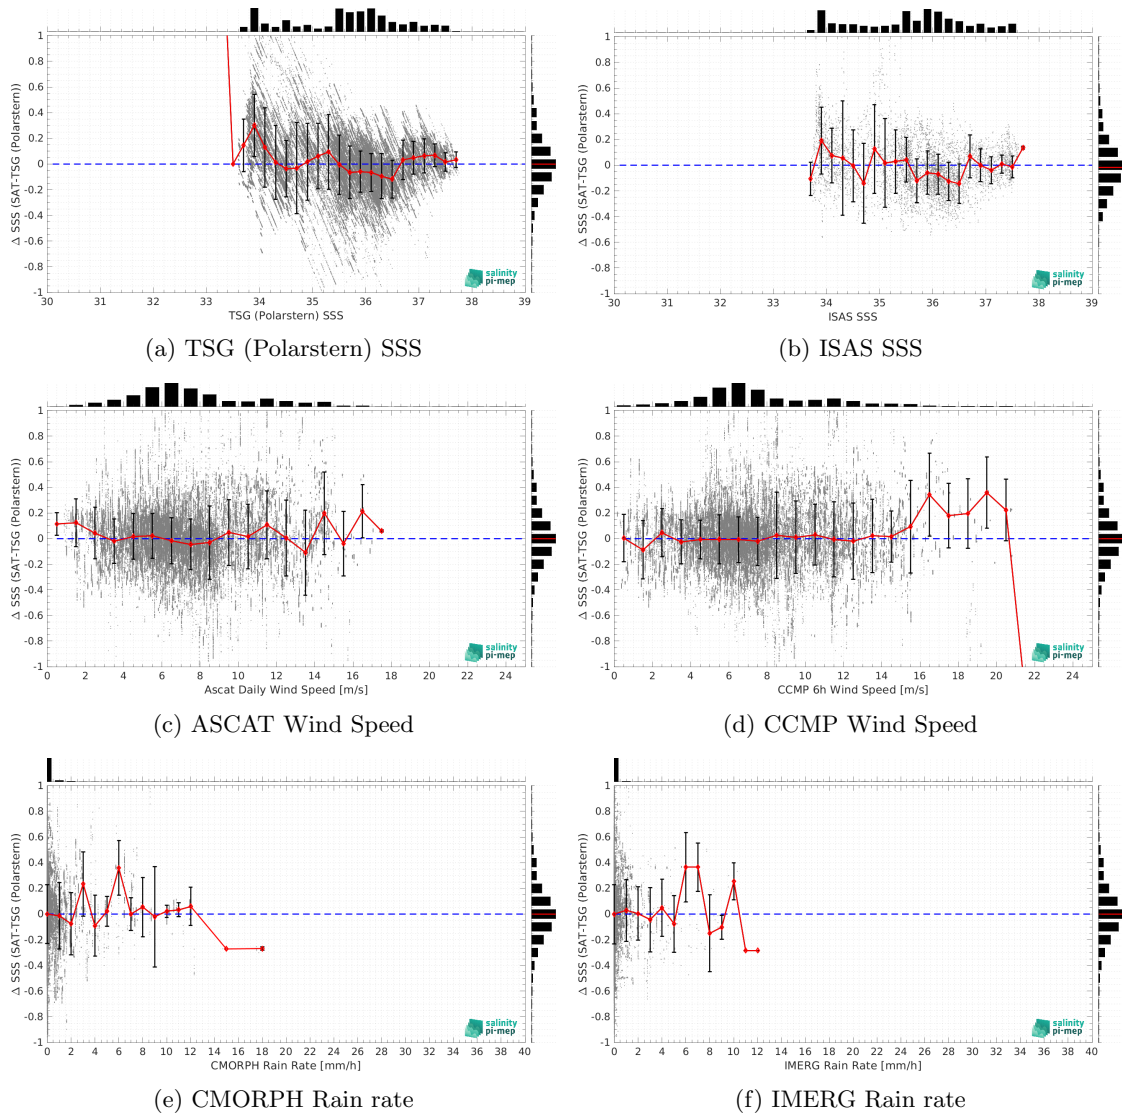 1
0.8
0.6
0.4
0.2
0
-0.2
-0.4
-0.6
-0.8
-1
Δ SSS (SAT-TSG (Polarstern))
30 31 32 33 34 35 36 37 38 39
TSG (Polarstern) SSS
salinity
pi-mep
(a) TSG (Polarstern) SSS
1
0.8
0.6
0.4
0.2
0
-0.2
-0.4
-0.6
-0.8
-1
Δ SSS (SAT-TSG (Polarstern))
30 31 32 33 34 35 36 37 38 39
ISAS SSS
salinity
pi-mep
(b) ISAS SSS
1
0.8
0.6
0.4
0.2
0
-0.2
-0.4
-0.6
-0.8
-1
Δ SSS (SAT-TSG (Polarstern))
0 2 4 6 8 10 12 14 16 18 20 22 24
Ascat Daily Wind Speed [m/s]
salinity
pi-mep
(c) ASCAT Wind Speed
1
0.8
0.6
0.4
0.2
0
-0.2
-0.4
-0.6
-0.8
-1
Δ SSS (SAT-TSG (Polarstern))
0 2 4 6 8 10 12 14 16 18 20 22 24
CCMP 6h Wind Speed [m/s]
salinity
pi-mep
(d) CCMP Wind Speed
1
0.8
0.6
0.4
0.2
0
-0.2
-0.4
-0.6
-0.8
-1
Δ SSS (SAT-TSG (Polarstern))
0 2 4 6 8 10 12 14 16 18 20 22 24 26 28 30 32 34 36 38 40
CMORPH Rain Rate [mm/h]
salinity
pi-mep
(e) CMORPH Rain rate
1
0.8
0.6
0.4
0.2
0
-0.2
-0.4
-0.6
-0.8
-1
Δ SSS (SAT-TSG (Polarstern))
0 2 4 6 8 10 12 14 16 18 20 22 24 26 28 30 32 34 36 38 40
IMERG Rain Rate [mm/h]
salinity
pi-mep
(f) IMERG Rain rate